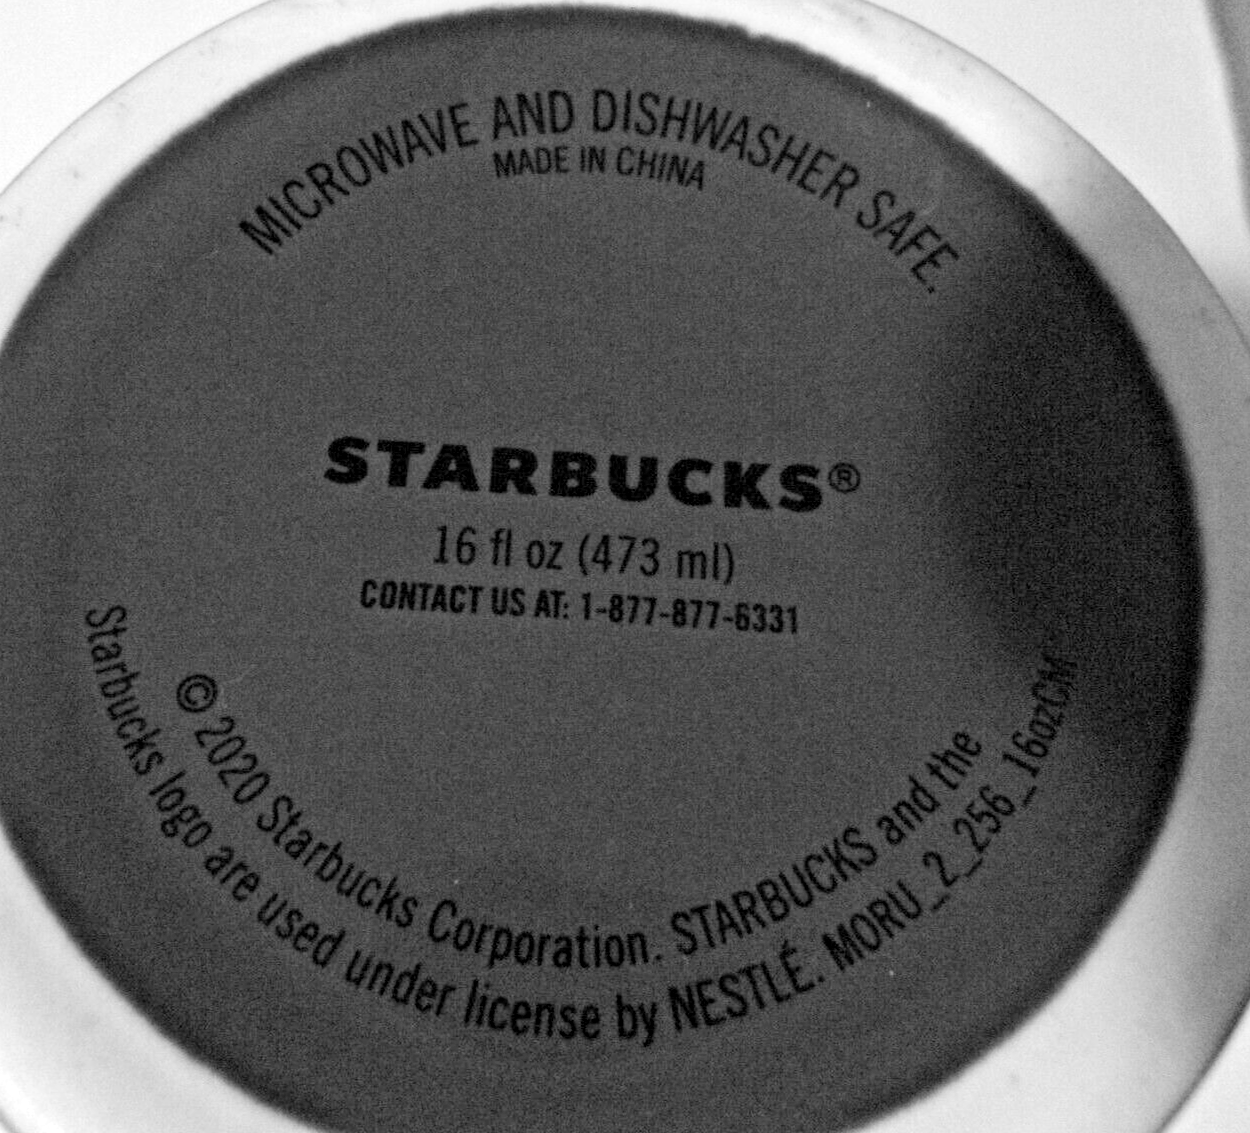 MICROWAVE AND DISHWASHER SAFE.
MADE IN CHINA
STARBUCKS®
16 fl oz (473 ml)
CONTACT US AT: 1-877-877-6331
© 2020 Starbucks Corporation. STARBUCKS and the
Starbucks logo are used under license by NESTLÉ. MORU_2_256_16ozCM